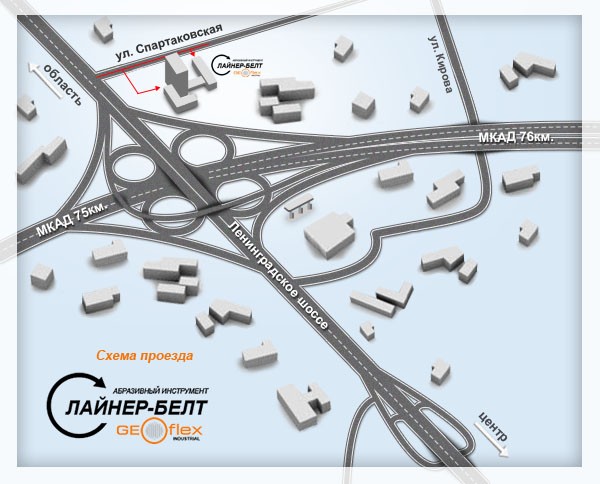 ул. Спартаковская
АБРАЗИВНЫЙ ИНСТРУМЕНТ
ЛАЙНЕР-БЕЛТ
GEOflex
ул. Кирова
область
МКАД 76км.
МКАД 75км.
Ленинградское шоссе
Схема проезда
АБРАЗИВНЫЙ ИНСТРУМЕНТ
ЛАЙНЕР-БЕЛТ
GEOflex
INDUSTRIAL
центр